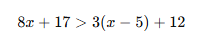 8x + 17 > 3(x − 5) + 12